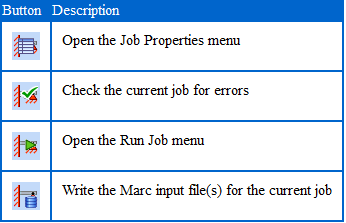 Button Description
Open the Job Properties menu
Check the current job for errors
Open the Run Job menu
Write the Marc input file(s) for the current job